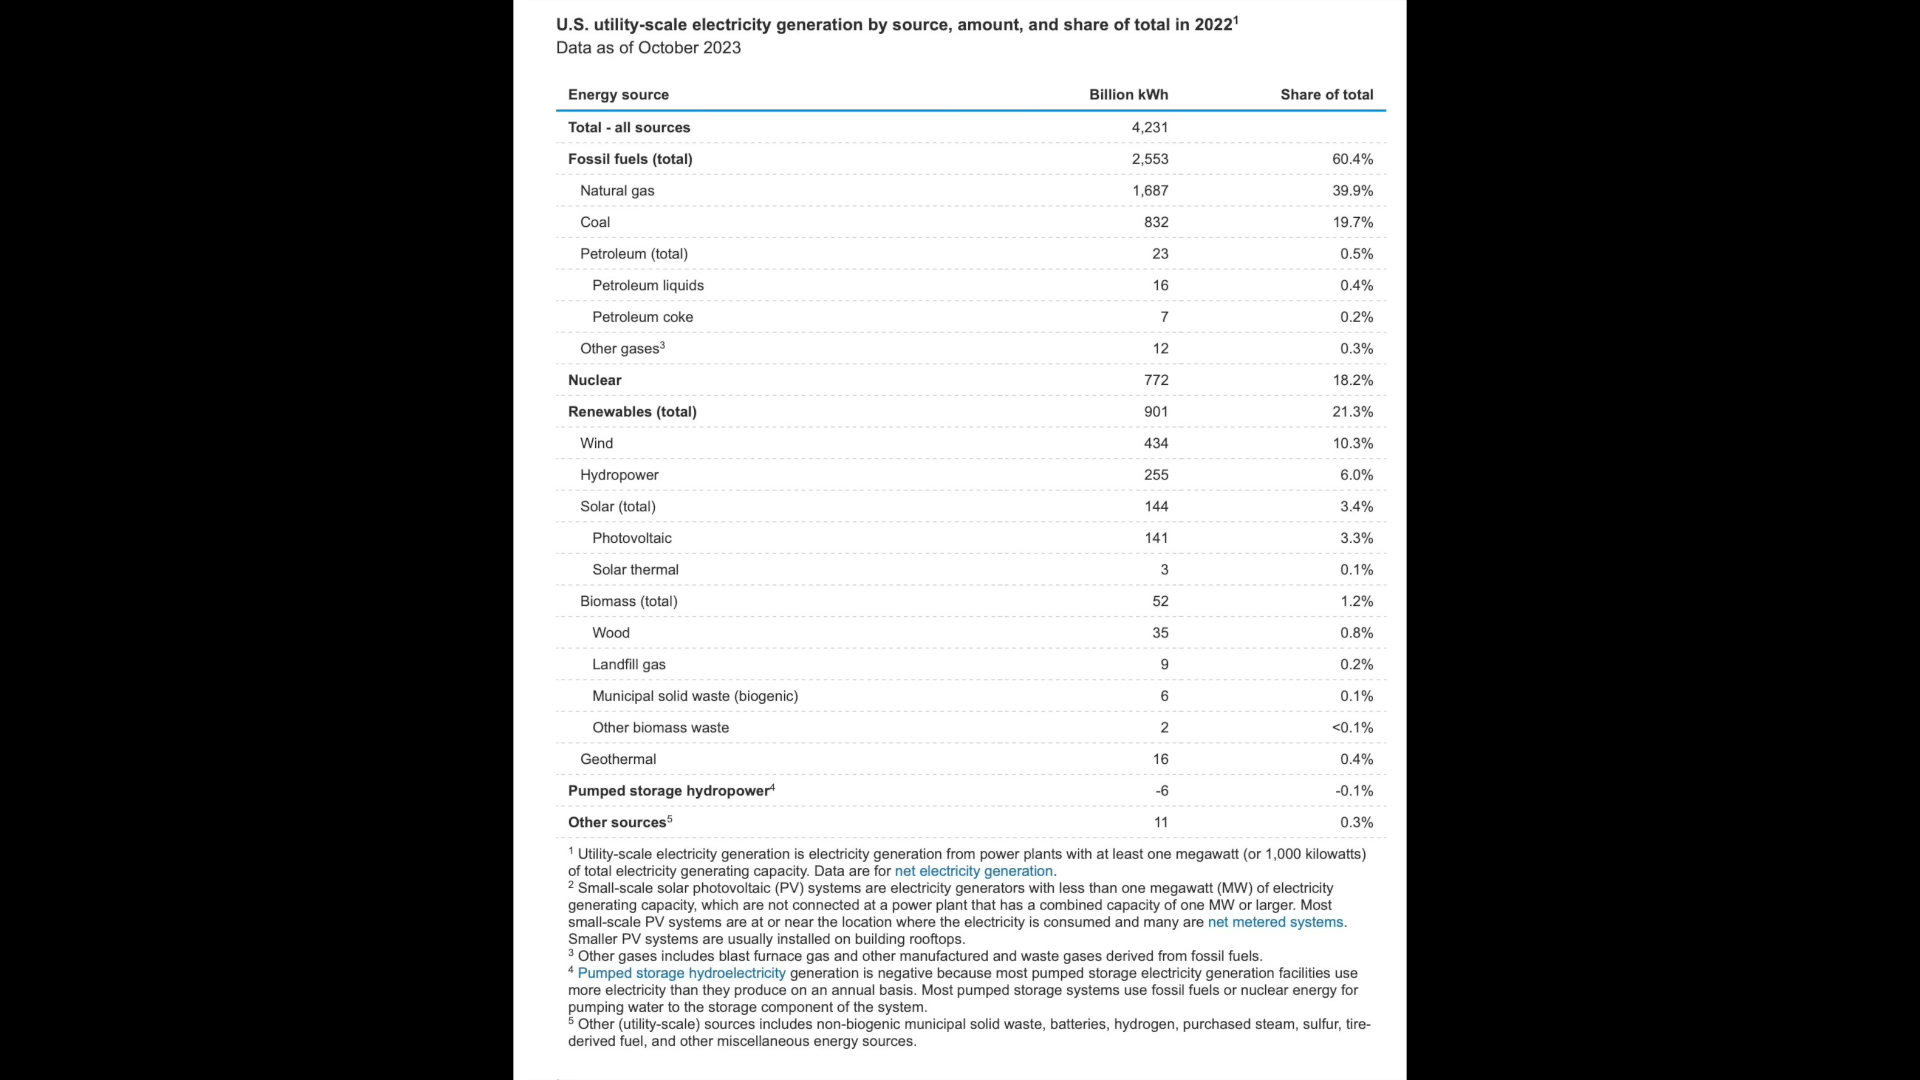 U.S. utility-scale electricity generation by source, amount, and share of total in 2022¹
Data as of October 2023
Energy source Billion kWh Share of total
Total - all sources 4,231
Fossil fuels (total) 2,553 60.4%
Natural gas 1,687 39.9%
Coal 832 19.7%
Petroleum (total) 23 0.5%
Petroleum liquids 16 0.4%
Petroleum coke 7 0.2%
Other gases³ 12 0.3%
Nuclear 772 18.2%
Renewables (total) 901 21.3%
Wind 434 10.3%
Hydropower 255 6.0%
Solar (total) 144 3.4%
Photovoltaic 141 3.3%
Solar thermal 3 0.1%
Biomass (total) 52 1.2%
Wood 35 0.8%
Landfill gas 9 0.2%
Municipal solid waste (biogenic) 6 0.1%
Other biomass waste 2 <0.1%
Geothermal 16 0.4%
Pumped storage hydropower⁴ -6 -0.1%
Other sources⁵ 11 0.3%
¹ Utility-scale electricity generation is electricity generation from power plants with at least one megawatt (or 1,000 kilowatts)
of total electricity generating capacity. Data are for net electricity generation.
² Small-scale solar photovoltaic (PV) systems are electricity generators with less than one megawatt (MW) of electricity
generating capacity, which are not connected at a power plant that has a combined capacity of one MW or larger. Most
small-scale PV systems are at or near the location where the electricity is consumed and many are net metered systems.
Smaller PV systems are usually installed on building rooftops.
³ Other gases includes blast furnace gas and other manufactured and waste gases derived from fossil fuels.
⁴ Pumped storage hydroelectricity generation is negative because most pumped storage electricity generation facilities use
more electricity than they produce on an annual basis. Most pumped storage systems use fossil fuels or nuclear energy for
pumping water to the storage component of the system.
⁵ Other (utility-scale) sources includes non-biogenic municipal solid waste, batteries, hydrogen, purchased steam, sulfur, tire-
derived fuel, and other miscellaneous energy sources.